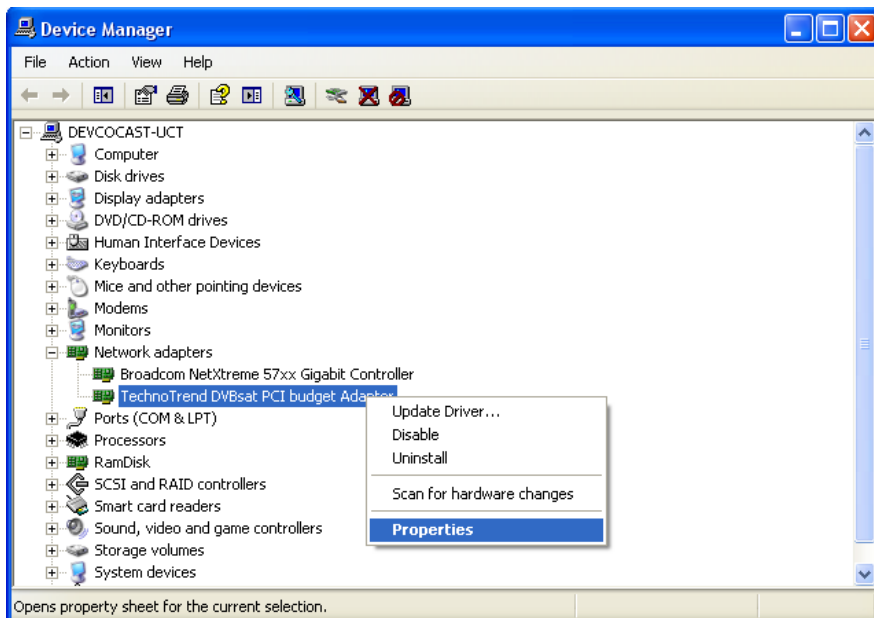 Device Manager
File Action View Help
DEVCOCAST-UCT
Computer
Disk drives
Display adapters
DVD/CD-ROM drives
Human Interface Devices
Keyboards
Mice and other pointing devices
Modems
Monitors
Network adapters
Broadcom NetXtreme 57xx Gigabit Controller
TechnoTrend DVBsat PCI budget Adapter
Ports (COM & LPT)
Processors
RamDisk
SCSI and RAID controllers
Smart card readers
Sound, video and game controllers
Storage volumes
System devices
Update Driver...
Disable
Uninstall
Scan for hardware changes
Properties
Opens property sheet for the current selection.